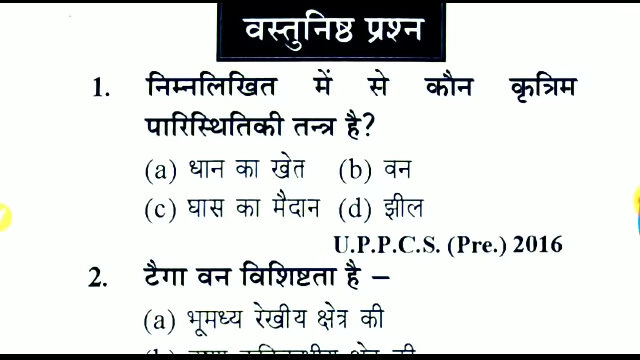 वस्तुनिष्ठ प्रश्न
1. निम्नलिखित में से कौन कृत्रिम
पारिस्थितिकी तन्त्र है?
(a) धान का खेत (b) वन
(c) घास का मैदान (d) झील
U.P.P.C.S. (Pre.) 2016
2. टैगा वन विशिष्टता है –
(a) भूमध्य रेखीय क्षेत्र की